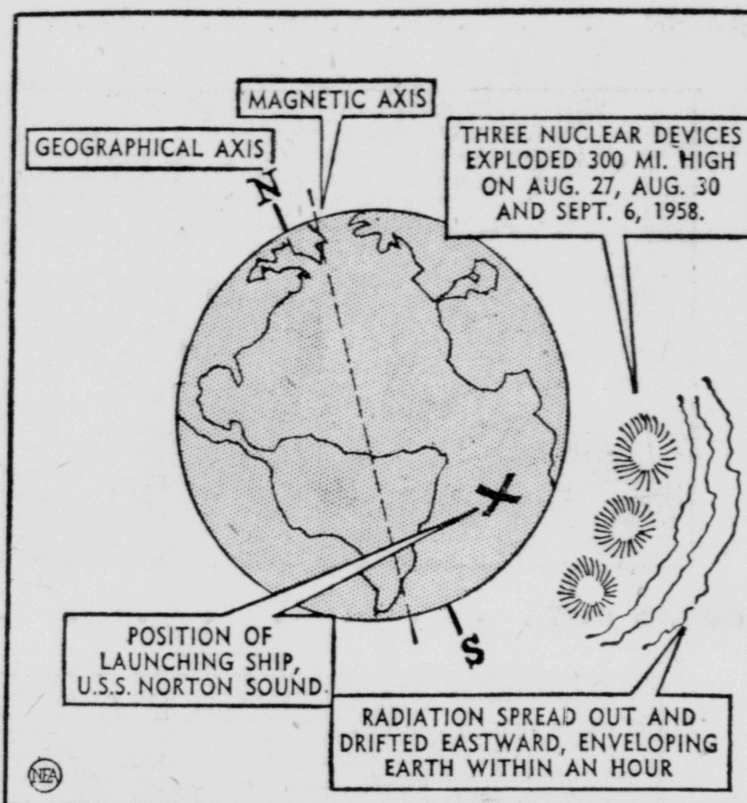 MAGNETIC AXIS
GEOGRAPHICAL AXIS
N
THREE NUCLEAR DEVICES
EXPLODED 300 MI. HIGH
ON AUG. 27, AUG. 30
AND SEPT. 6, 1958.
POSITION OF
LAUNCHING SHIP,
U.S.S. NORTON SOUND
S
RADIATION SPREAD OUT AND
DRIFTED EASTWARD, ENVELOPING
EARTH WITHIN AN HOUR
NEA